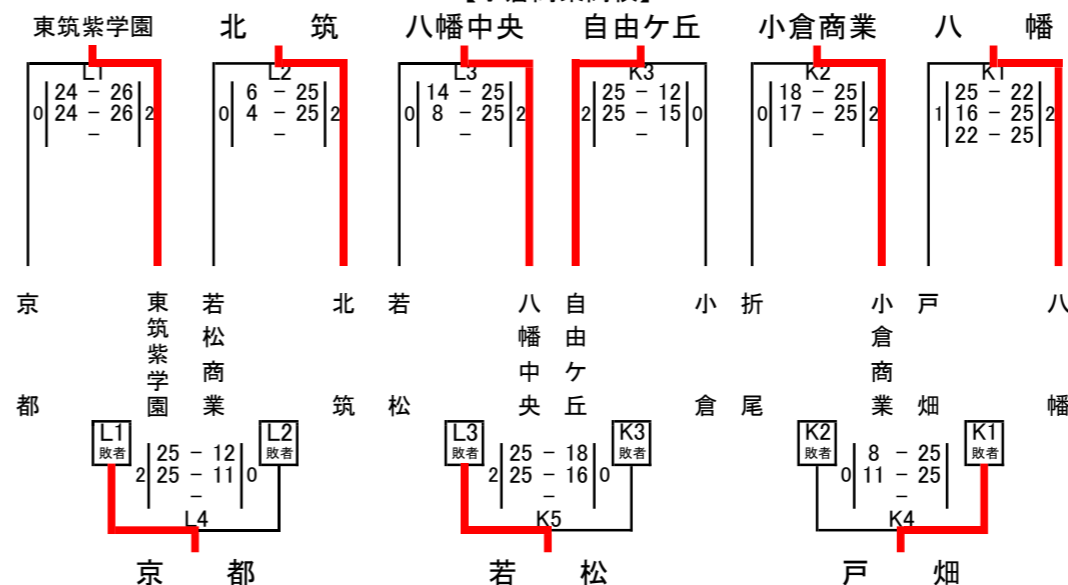 東筑紫学園 北筑 八幡中央 自由ケ丘 小倉商業 八幡
L1 L2 L3 K3 K2 K1
24 - 26 6 - 25 14 - 25 25 - 12 18 - 25 25 - 22
0 24 - 26 2 0 4 - 25 2 0 8 - 25 2 2 25 - 15 0 0 17 - 25 2 1 16 - 25 2
- - - - - 22 - 25
京都 東筑紫学園 若松商業 北筑 若松 八幡中央 自由ケ丘 小倉 折尾 小倉商業 戸畑 八幡
L1 L2 L3 K3 K2 K1
敗者 敗者 敗者 敗者 敗者 敗者
25 - 12 25 - 18 8 - 25
2 25 - 11 0 2 25 - 16 0 0 11 - 25
- - -
L4 K5 K4
京都 若松 戸畑